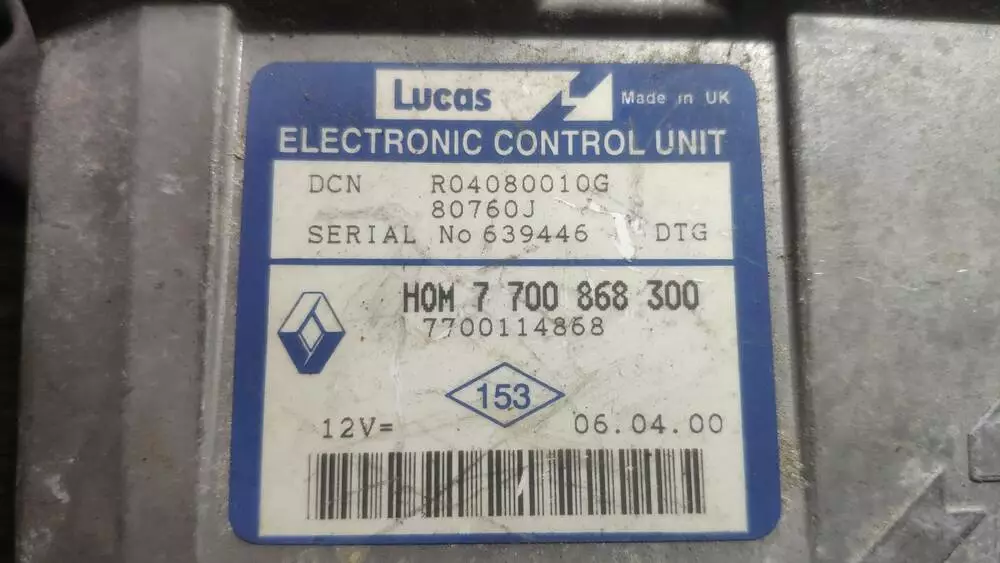 Lucas
Made in UK
ELECTRONIC CONTROL UNIT
DCN R04080010G
80760J
SERIAL No 639446 DTG
HOM 7 700 868 300
7700114868
153
12V= 06.04.00